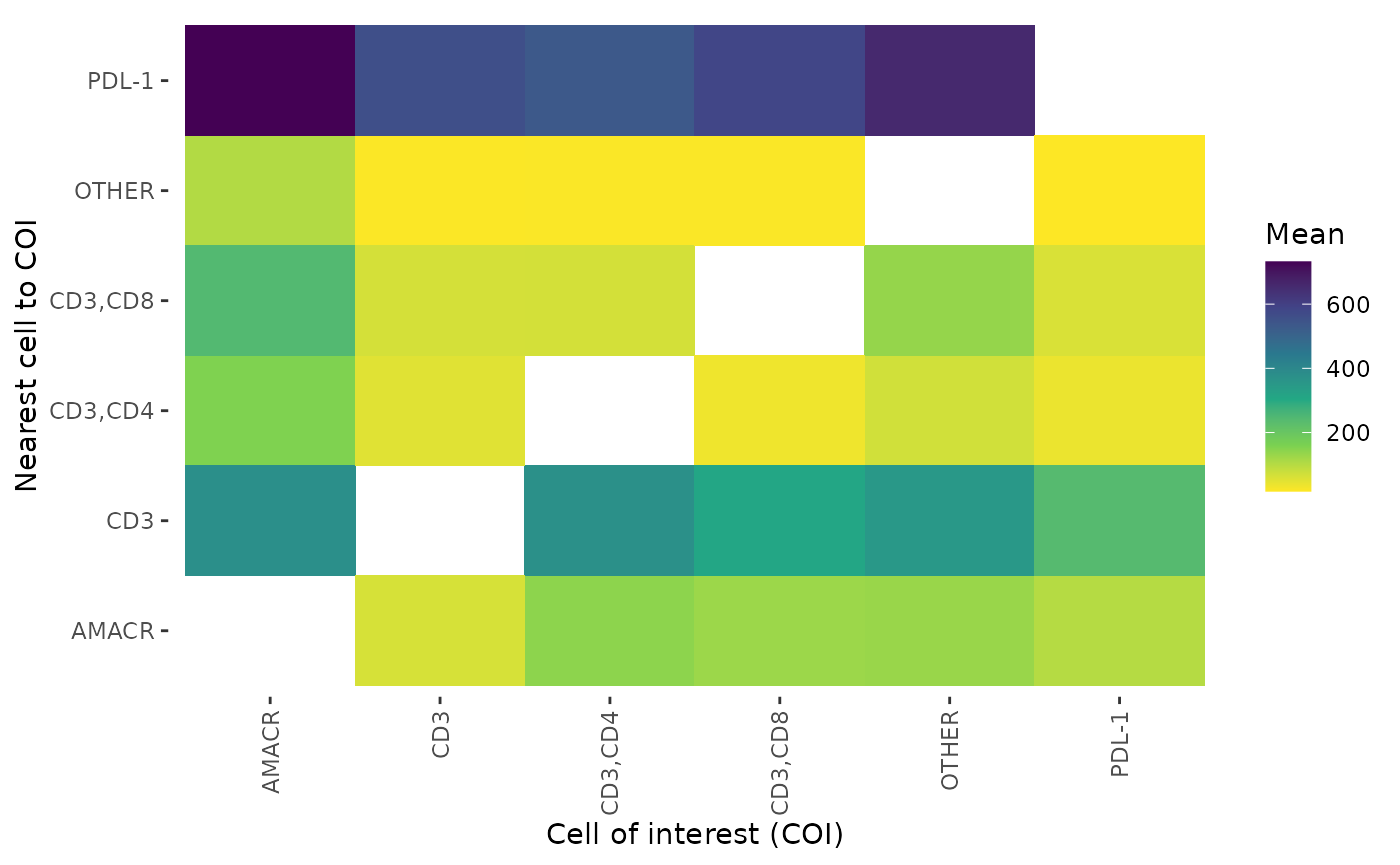 PDL-1
OTHER
CD3,CD8
CD3,CD4
CD3
AMACR
Nearest cell to COI
AMACR
CD3
CD3,CD4
CD3,CD8
OTHER
PDL-1
Cell of interest (COI)
Mean
600
400
200